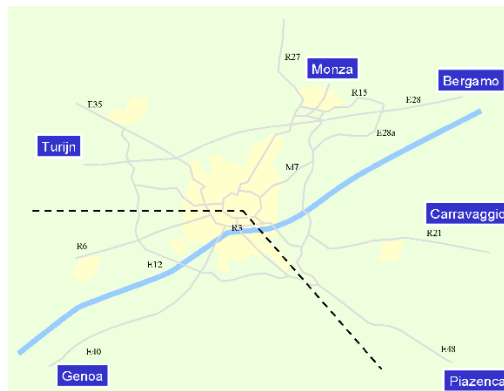 R27
Monza
Bergamo
R15
E28
E35
E28a
Turijn
M7
Carravaggio
R3
R21
R6
E12
E40
E48
Genoa
Piazenca